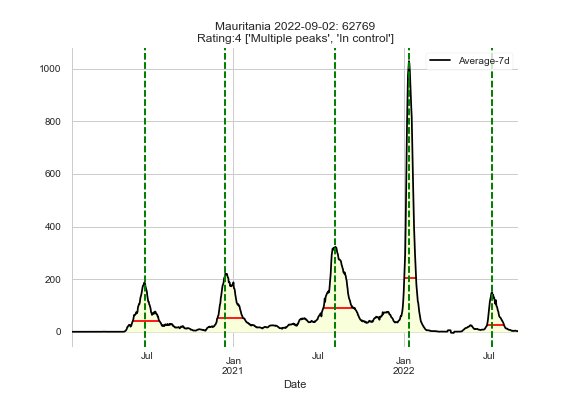 Mauritania 2022-09-02: 62769
Rating:4 ['Multiple peaks', 'In control']
Average-7d
1000
800
600
400
200
0
Jul
Jan
2021
Jul
Jan
2022
Jul
Date